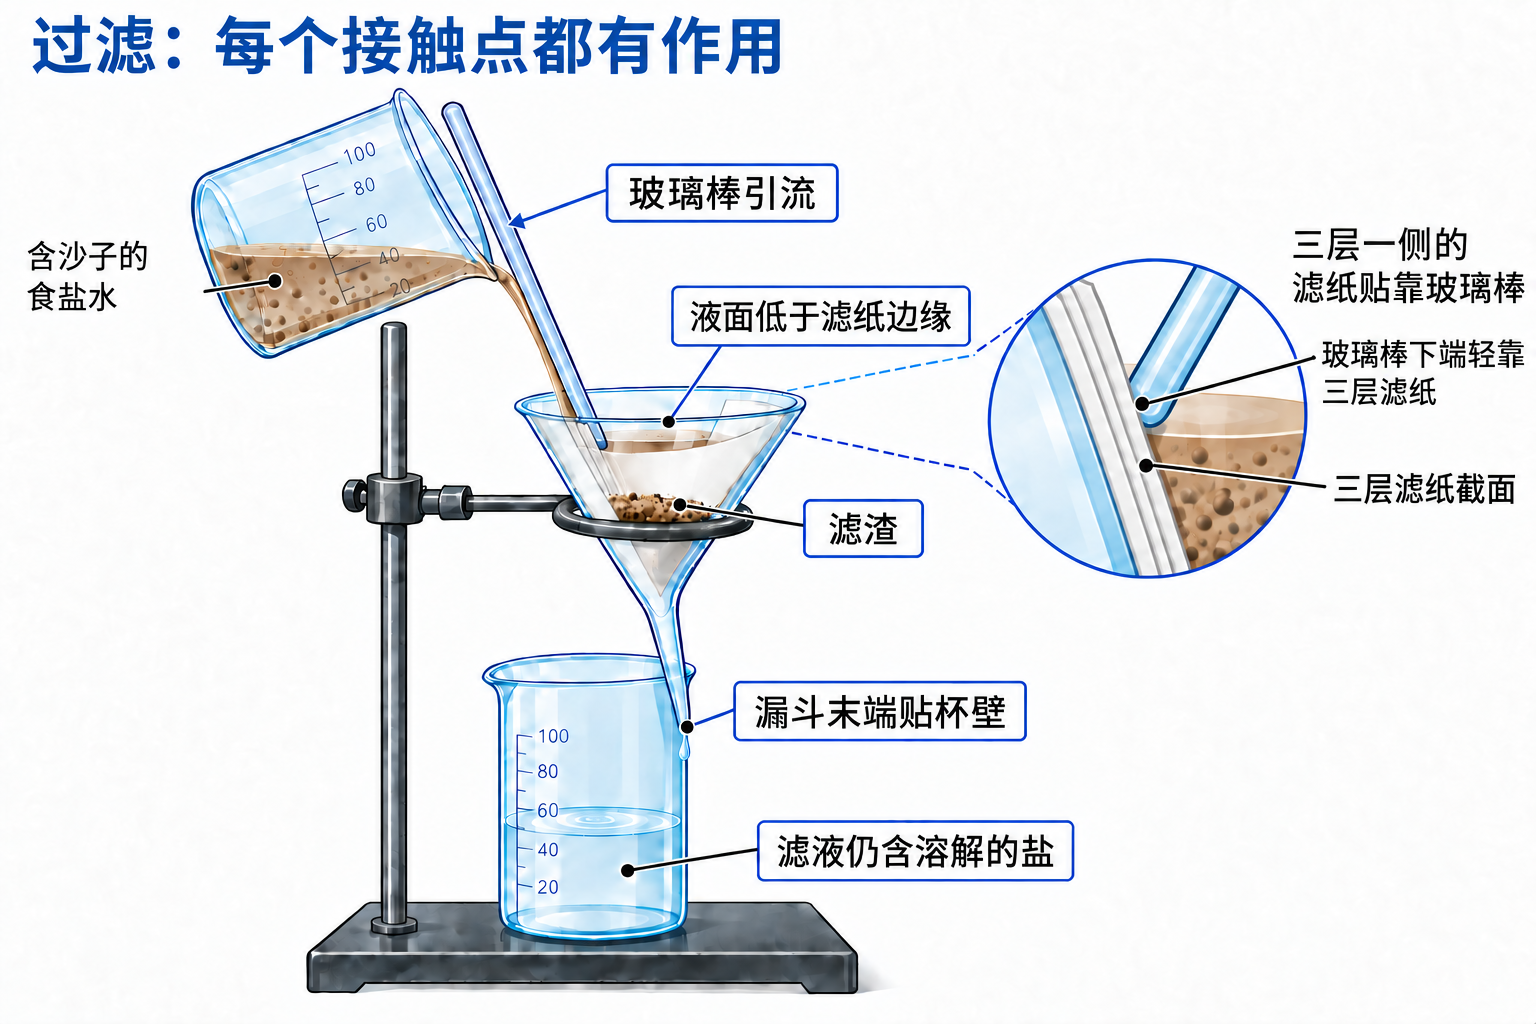 过滤：每个接触点都有作用
100
80
60
40
20
玻璃棒引流
含沙子的
食盐水
液面低于滤纸边缘
三层一侧的
滤纸贴靠玻璃棒
玻璃棒下端轻靠
三层滤纸
三层滤纸截面
滤渣
漏斗末端贴杯壁
100
80
60
40
20
滤液仍含溶解的盐